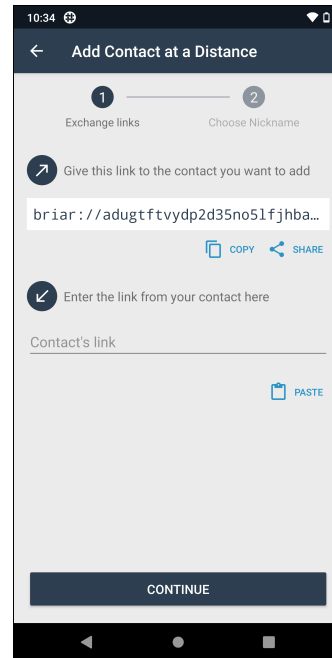 10:34
Add Contact at a Distance
1 2
Exchange links Choose Nickname
Give this link to the contact you want to add
briar://adugtftvydp2d35no5lfjhba…
COPY SHARE
Enter the link from your contact here
Contact's link
PASTE
CONTINUE